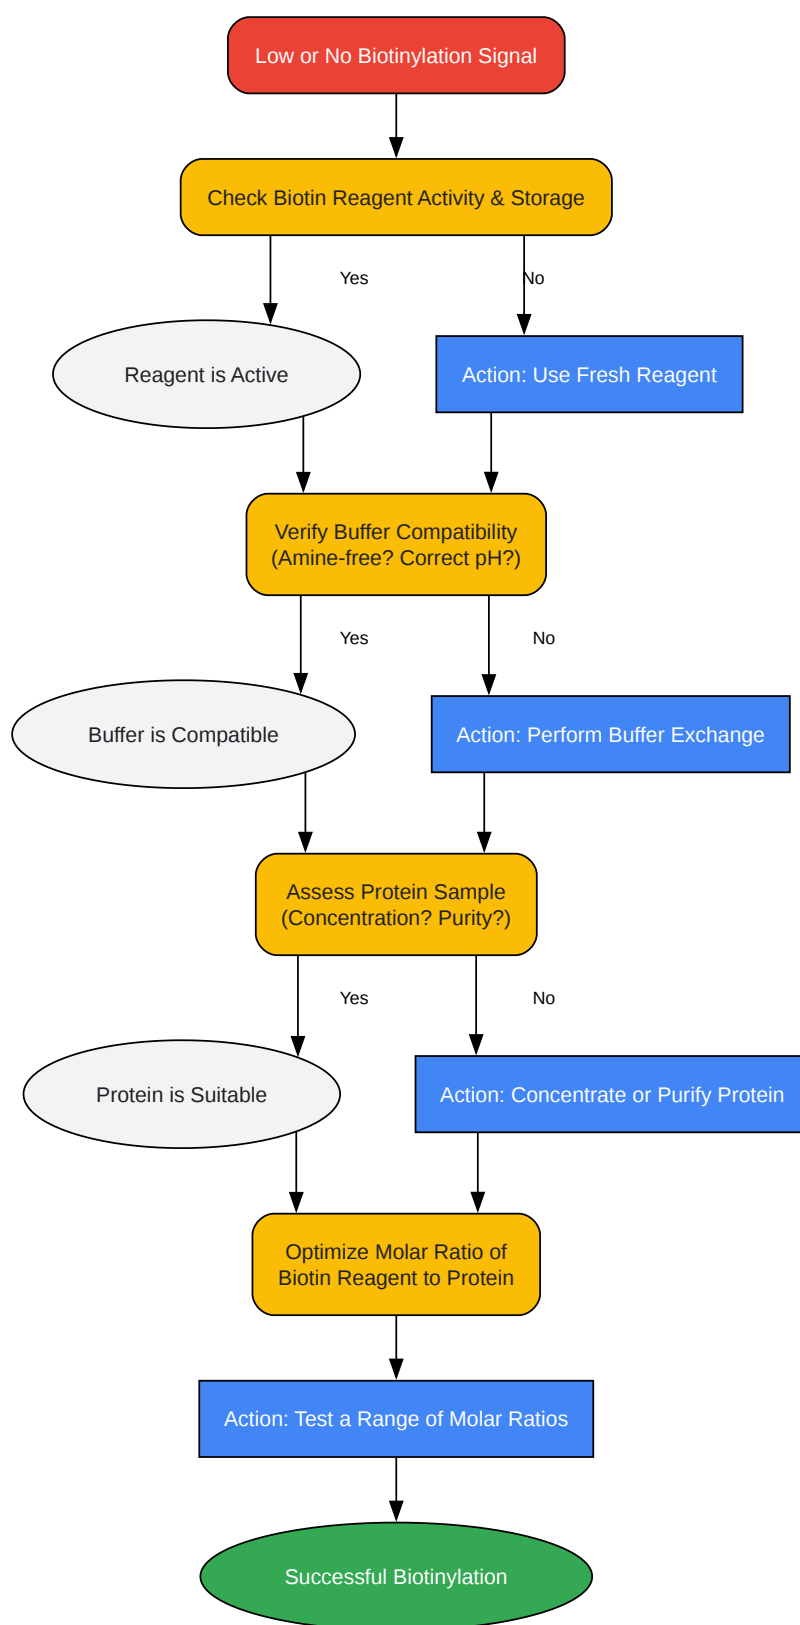 Low or No Biotinylation Signal
Check Biotin Reagent Activity & Storage
Yes
No
Reagent is Active
Action: Use Fresh Reagent
Verify Buffer Compatibility
(Amine-free? Correct pH?)
Yes
No
Buffer is Compatible
Action: Perform Buffer Exchange
Assess Protein Sample
(Concentration? Purity?)
Yes
No
Protein is Suitable
Action: Concentrate or Purify Protein
Optimize Molar Ratio of
Biotin Reagent to Protein
Action: Test a Range of Molar Ratios
Successful Biotinylation